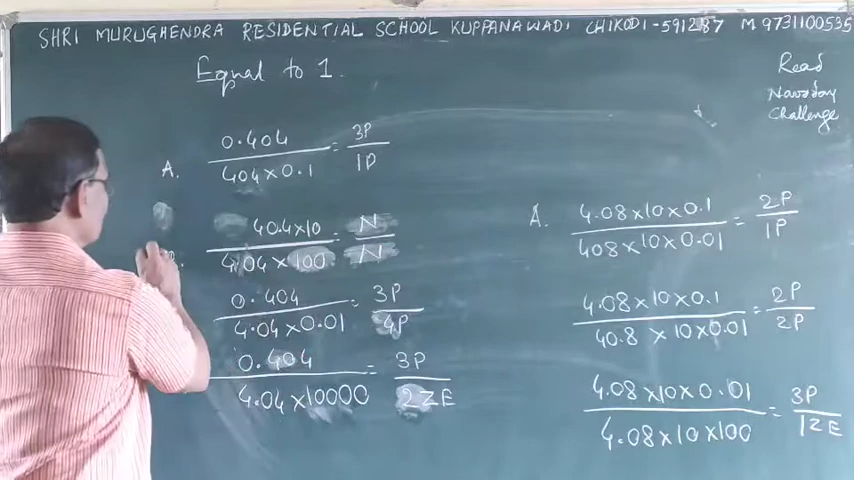 SHRI MURUGHENDRA RESIDENTIAL SCHOOL KUPPANAWADI CHIKODI-591287 M 9731100535
Equal to 1.
Read
Navoday
Challenge
A. 0.404 / 404×0.1 = 3P / 1P
40.4×10 / 4.04×100 = N / N
0.404 / 4.04×0.01 = 3P / 4P
0.404 / 4.04×10000 = 3P / 2ZE
A. 4.08×10×0.1 / 408×10×0.01 = 2P / 1P
4.08×10×0.1 / 40.8×10×0.01 = 2P / 2P
4.08×10×0.01 / 4.08×10×100 = 3P / 1ZE